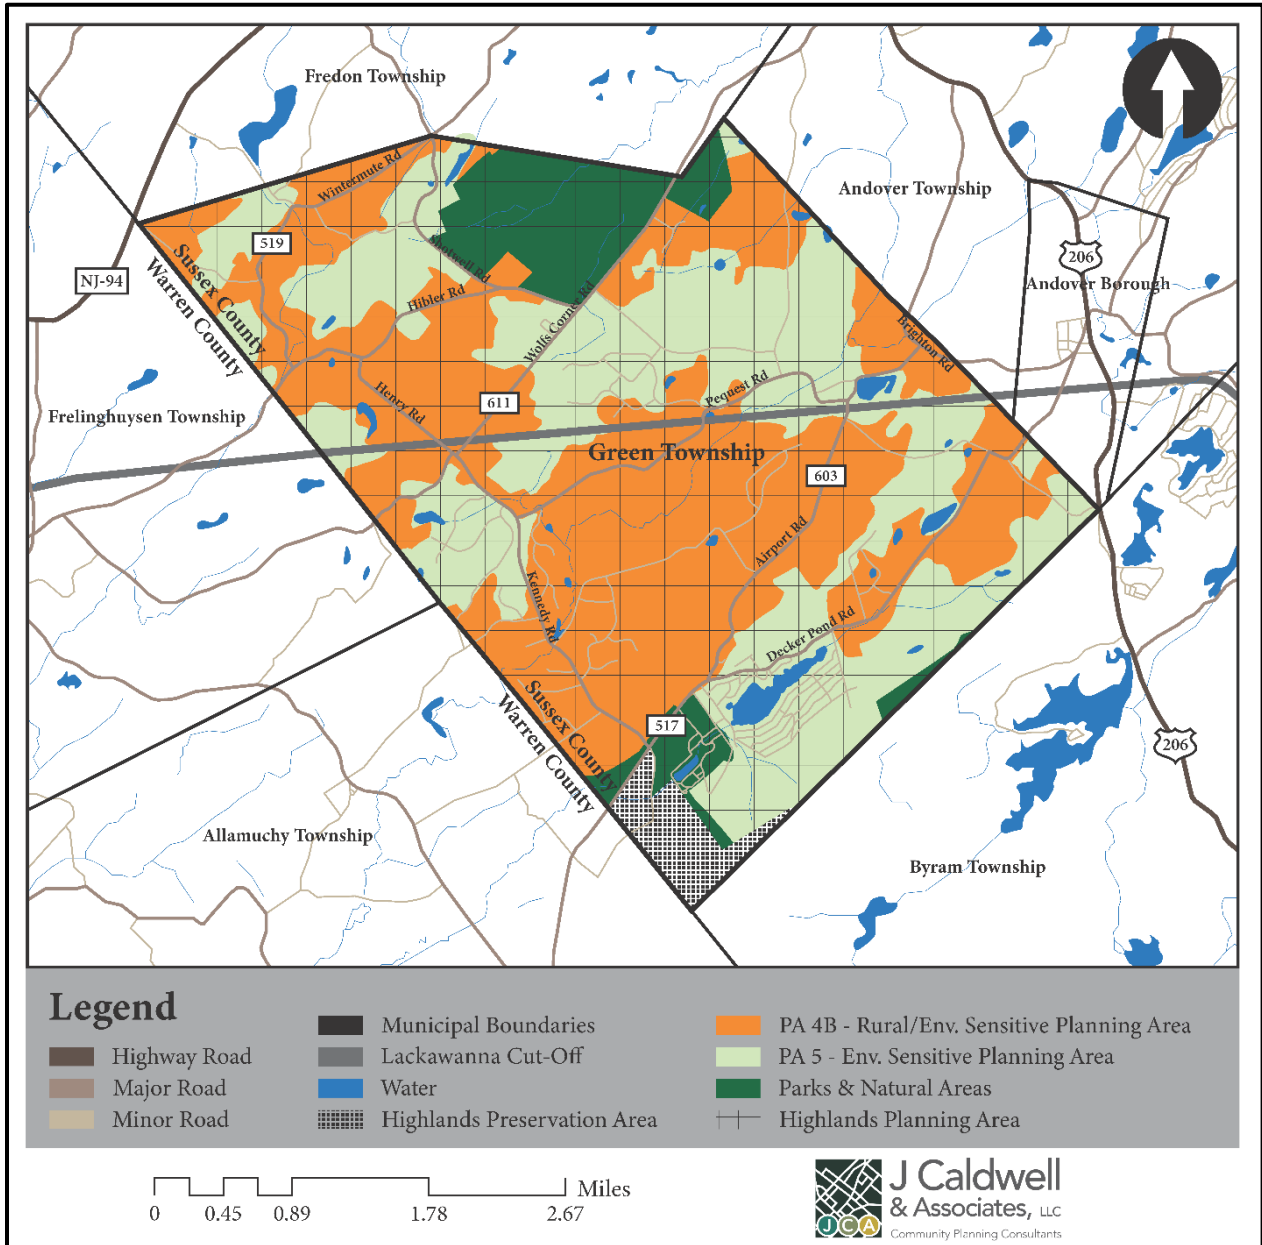 Fredon Township
Andover Township
Wintermute Rd
519
NJ-94
Sussex County
Warren County
Shotwell Rd
Hibler Rd
Wolfs Corner Rd
206
Andover Borough
Brighton Rd
Frelinghuysen Township
Henry Rd
611
Pequest Rd
Green Township
603
Airport Rd
Kennedy Rd
Decker Pond Rd
Sussex County
Warren County
517
206
Allamuchy Township
Byram Township
Legend
Highway Road
Major Road
Minor Road
Municipal Boundaries
Lackawanna Cut-Off
Water
Highlands Preservation Area
PA 4B - Rural/Env. Sensitive Planning Area
PA 5 - Env. Sensitive Planning Area
Parks & Natural Areas
Highlands Planning Area
Miles
0 0.45 0.89 1.78 2.67
J Caldwell
& Associates, LLC
JCA
Community Planning Consultants